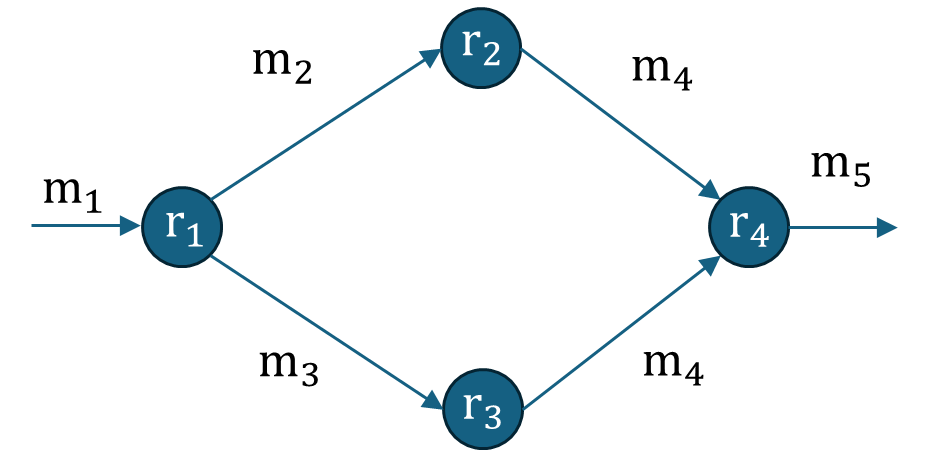 r₂
m₂
m₄
m₅
m₁
r₁
r₄
m₃
m₄
r₃